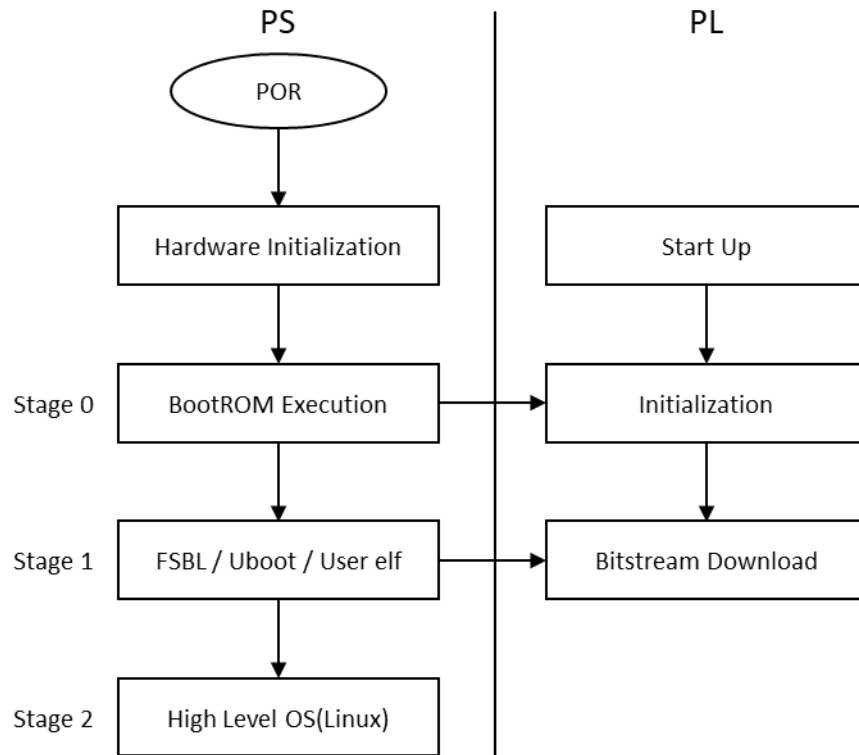 PS
PL
POR
Hardware Initialization
Start Up
Stage 0
BootROM Execution
Initialization
Stage 1
FSBL / Uboot / User elf
Bitstream Download
Stage 2
High Level OS(Linux)